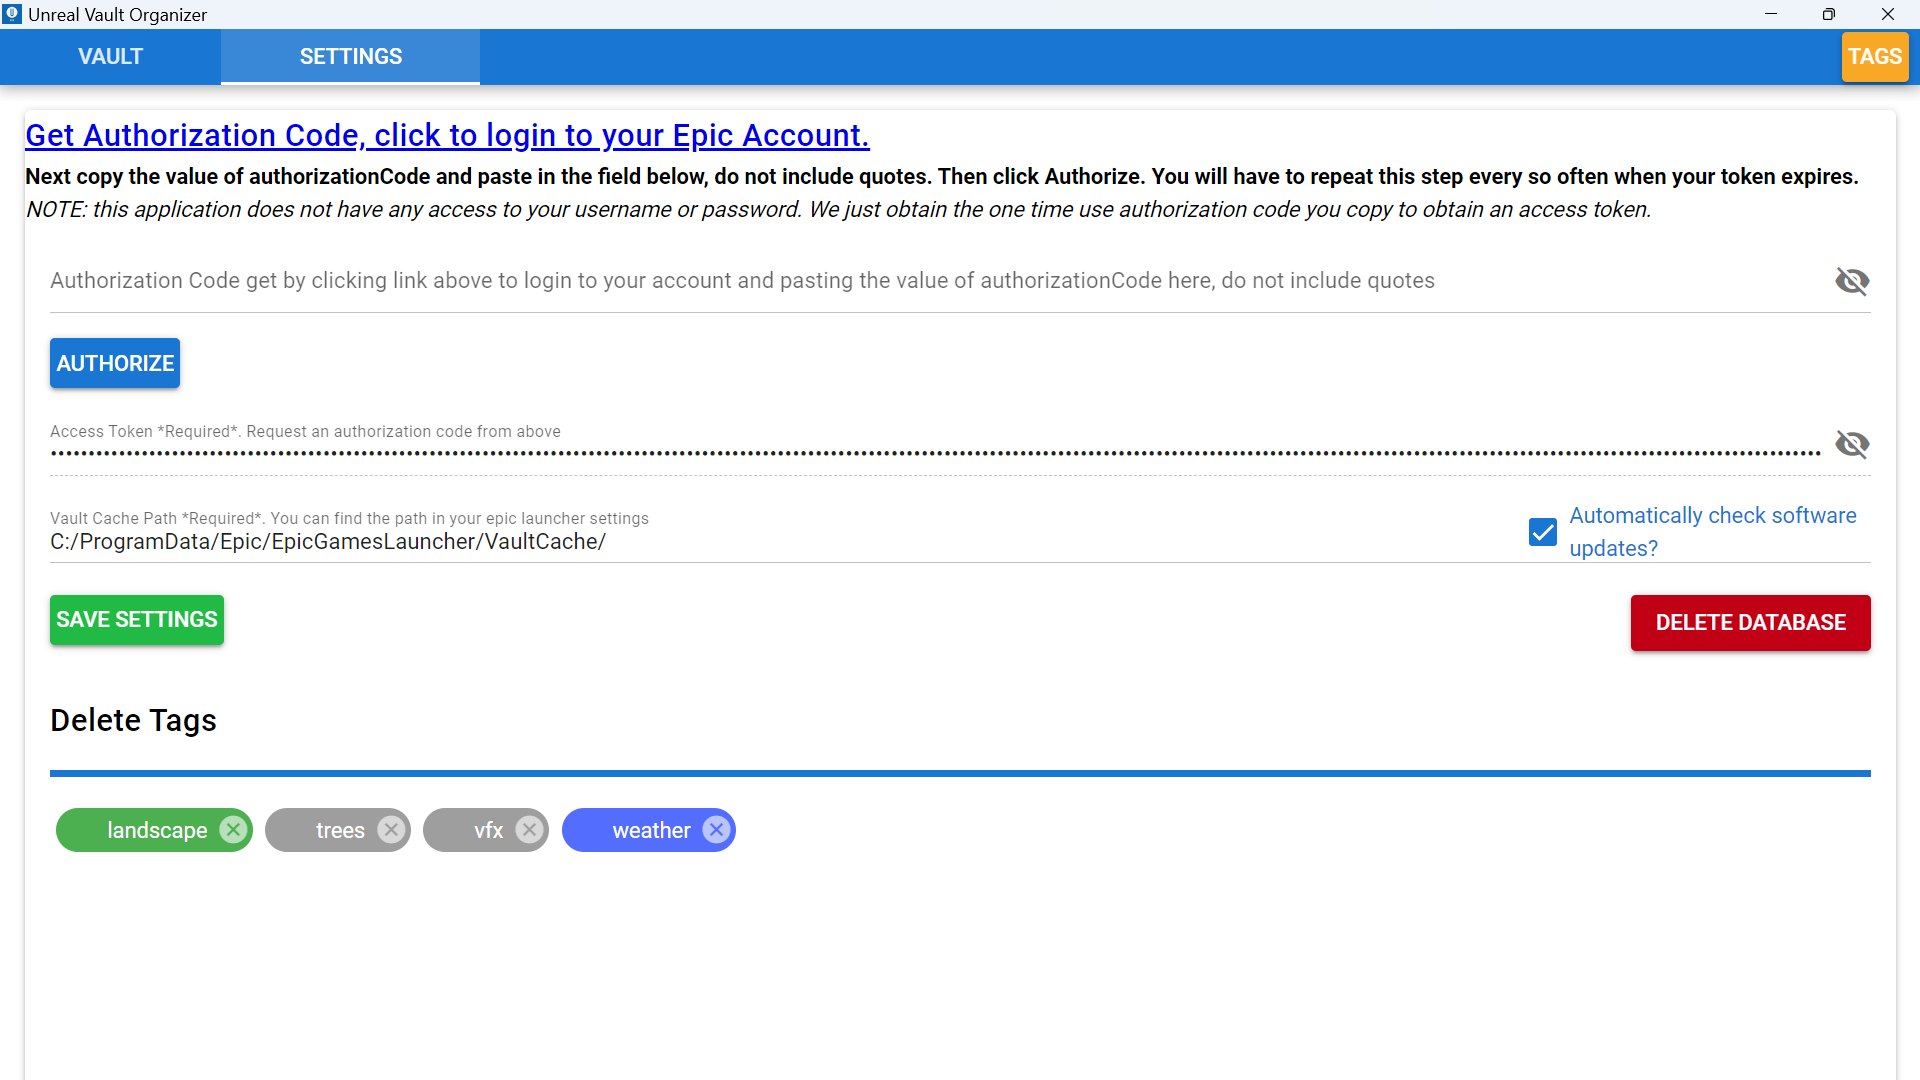 Unreal Vault Organizer
VAULT
SETTINGS
TAGS
Get Authorization Code, click to login to your Epic Account.
Next copy the value of authorizationCode and paste in the field below, do not include quotes. Then click Authorize. You will have to repeat this step every so often when your token expires.
NOTE: this application does not have any access to your username or password. We just obtain the one time use authorization code you copy to obtain an access token.
Authorization Code get by clicking link above to login to your account and pasting the value of authorizationCode here, do not include quotes
AUTHORIZE
Access Token *Required*. Request an authorization code from above
Vault Cache Path *Required*. You can find the path in your epic launcher settings
C:/ProgramData/Epic/EpicGamesLauncher/VaultCache/
Automatically check software
updates?
SAVE SETTINGS
DELETE DATABASE
Delete Tags
landscape
trees
vfx
weather